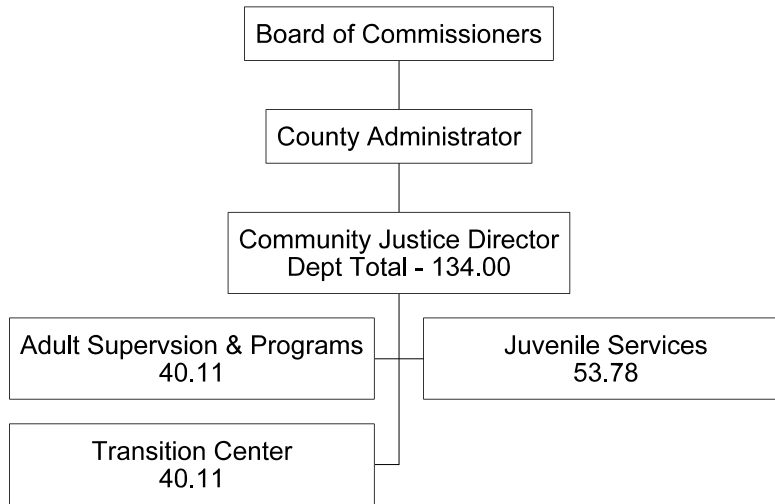 Board of Commissioners
County Administrator
Community Justice Director
Dept Total - 134.00
Adult Supervsion & Programs
40.11
Juvenile Services
53.78
Transition Center
40.11